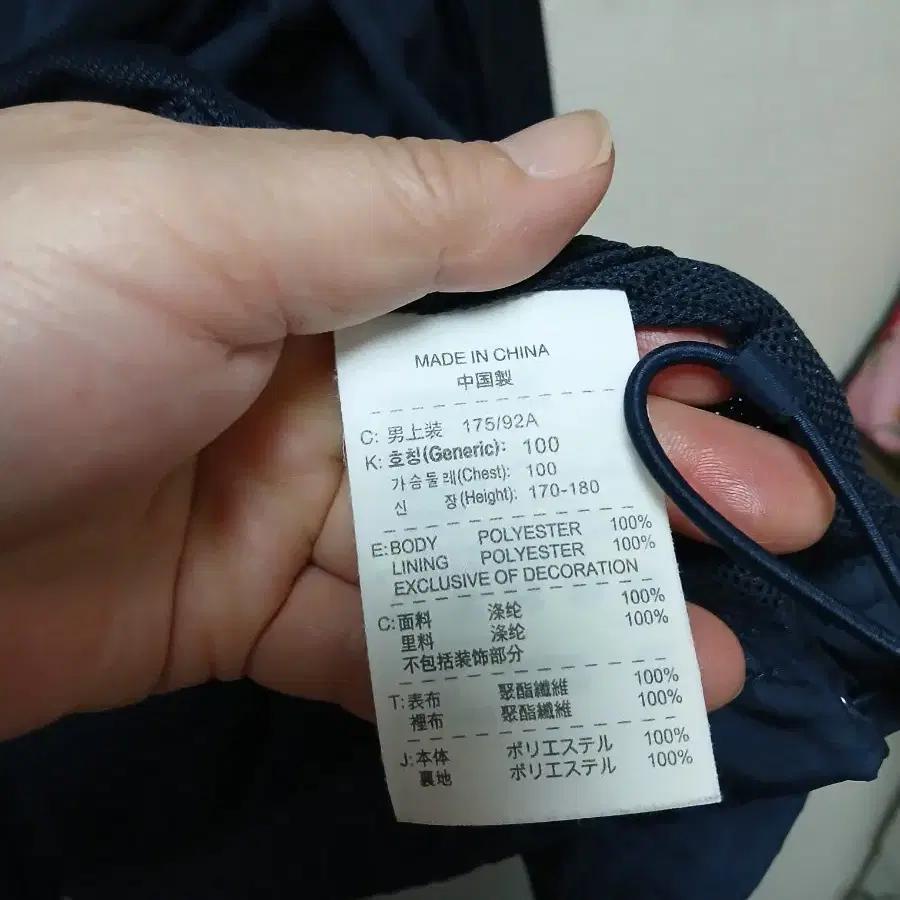 MADE IN CHINA
中国製
C: 男上装 175/92A
K: 호칭(Generic): 100
가슴둘레(Chest): 100
신 장(Height): 170-180
E: BODY POLYESTER 100%
LINING POLYESTER 100%
EXCLUSIVE OF DECORATION
C: 面料 涤纶 100%
里料 涤纶 100%
不包括装饰部分
T: 表布 聚酯纖維 100%
裡布 聚酯纖維 100%
J: 本体 ポリエステル 100%
裏地 ポリエステル 100%